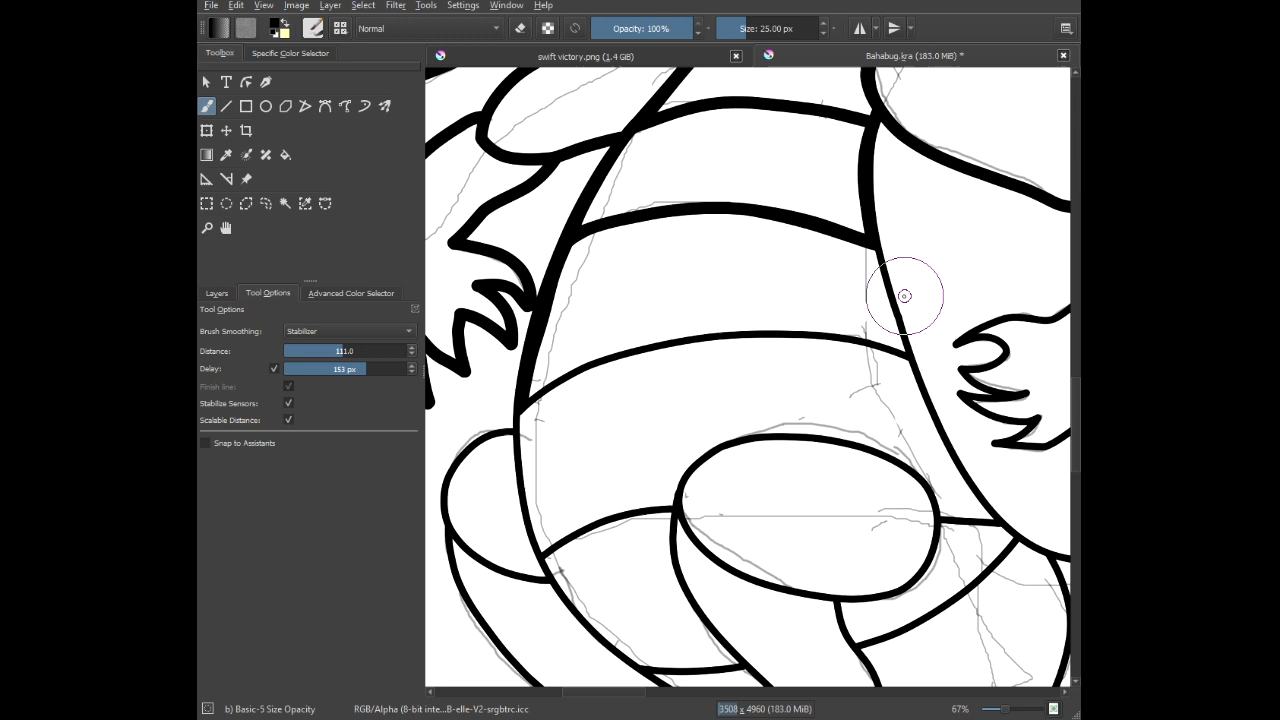 File Edit View Image Layer Select Filter Tools Settings Window Help
Normal Opacity: 100% Size: 25.00 px
Toolbox Specific Color Selector
swift victory.png (1.4 GiB) Bahabug.kra (183.0 MiB) *
Layers Tool Options Advanced Color Selector
Tool Options
Brush Smoothing: Stabilizer
Distance: 111.0
Delay: 153 px
Finish line:
Stabilize Sensors:
Scalable Distance:
Snap to Assistants
b) Basic-5 Size Opacity RGB/Alpha (8-bit inte...B-elle-V2-srgbtrc.icc 3508 x 4960 (183.0 MiB) 67%